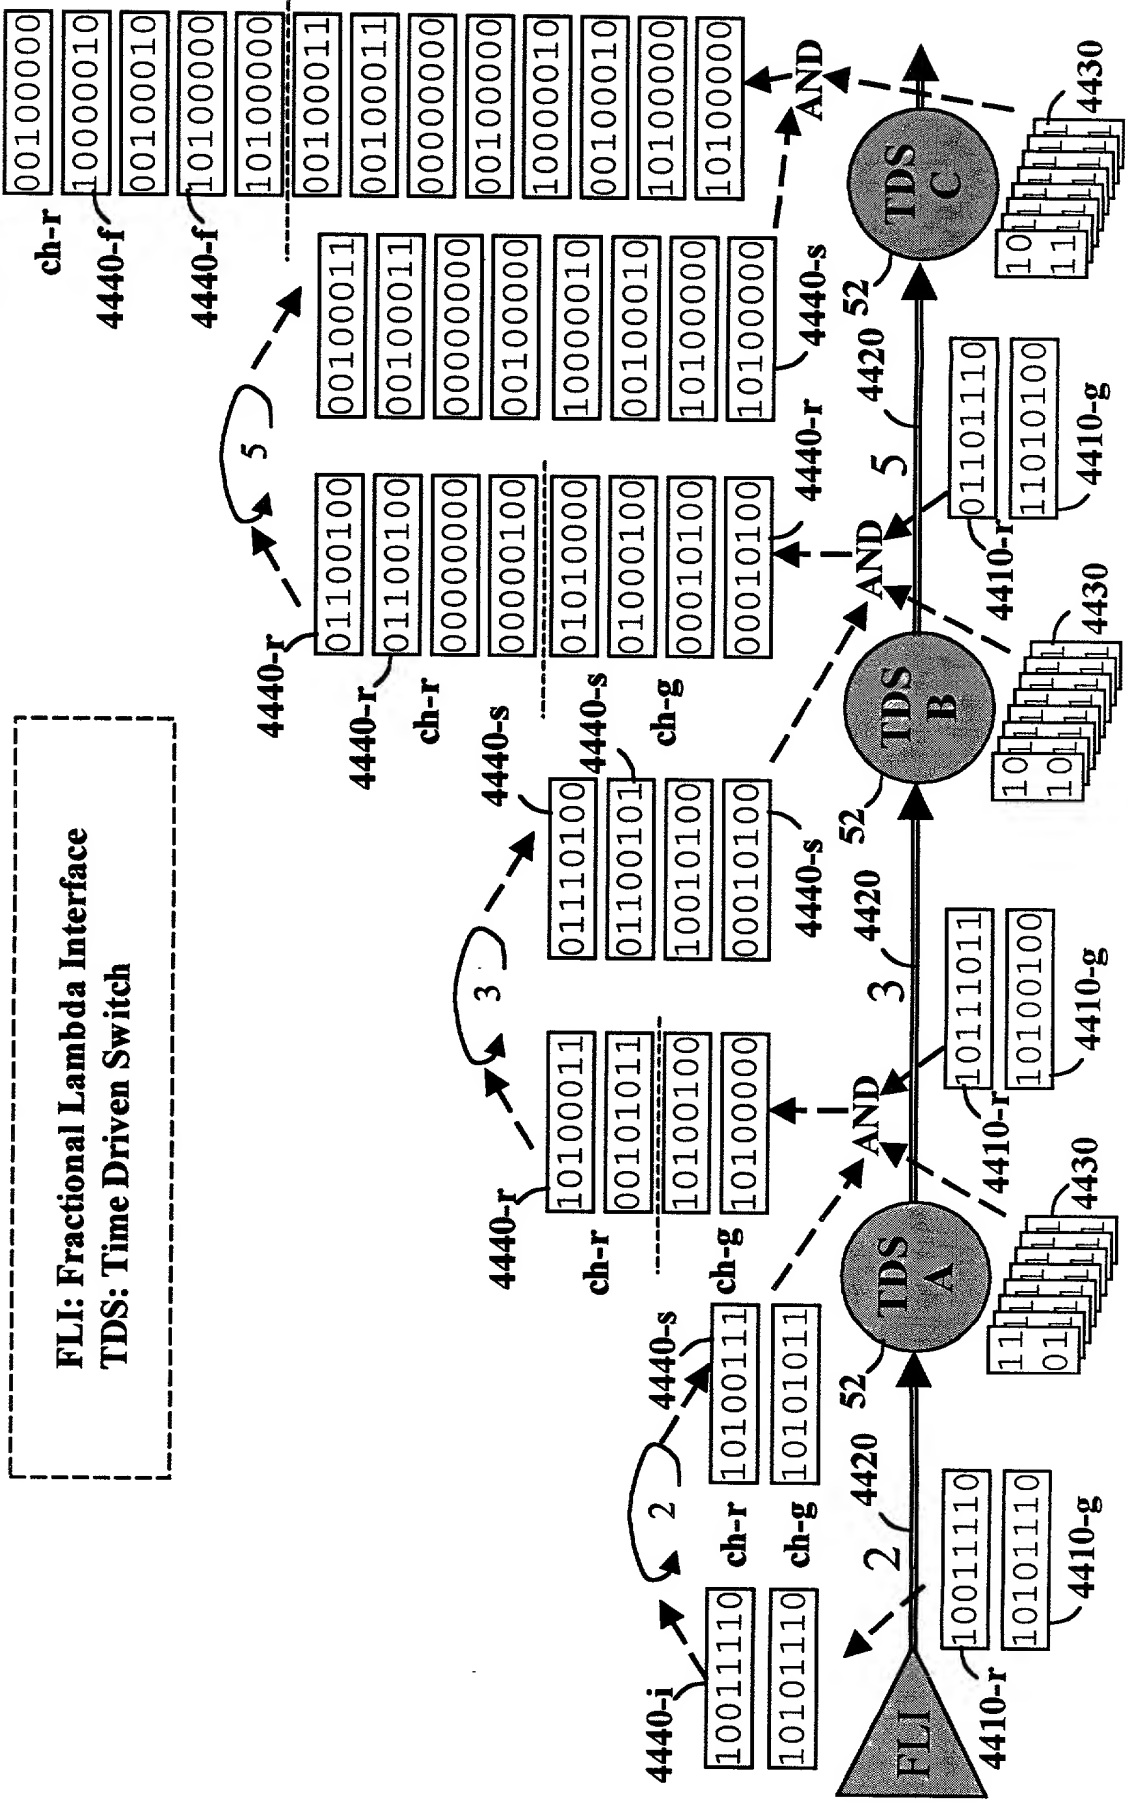 FLI: Fractional Lambda Interface
TDS: Time Driven Switch
4440-i
10011110
10101110
2
ch-r
ch-g
4440-s
10100111
10101011
4440-r
ch-r
ch-g
10100011
00101011
10100100
10100000
3
4440-s
4440-s
01110100
01100101
10010100
00010100
4440-s
4440-r
4440-r
ch-r
ch-g
01100100
01100100
00000000
00000100
01010000
01000100
00010100
00010100
4440-r
5
00100011
00100011
00000000
00100000
10000010
00100010
10100000
10100000
4440-s
ch-r
4440-f
4440-f
00100000
10000010
00100010
10100000
10100000
00100011
00100011
00000000
00100000
10000010
00100010
10100000
10100000
AND
AND
AND
FLI
2
4420
52
TDS
A
3
4420
52
TDS
B
5
4420
52
TDS
C
4410-r
10011110
10101110
4410-g
11
01
4430
4410-r
10111011
10100100
4410-g
10
10
4430
4410-r
01101110
11010100
4410-g
10
11
4430